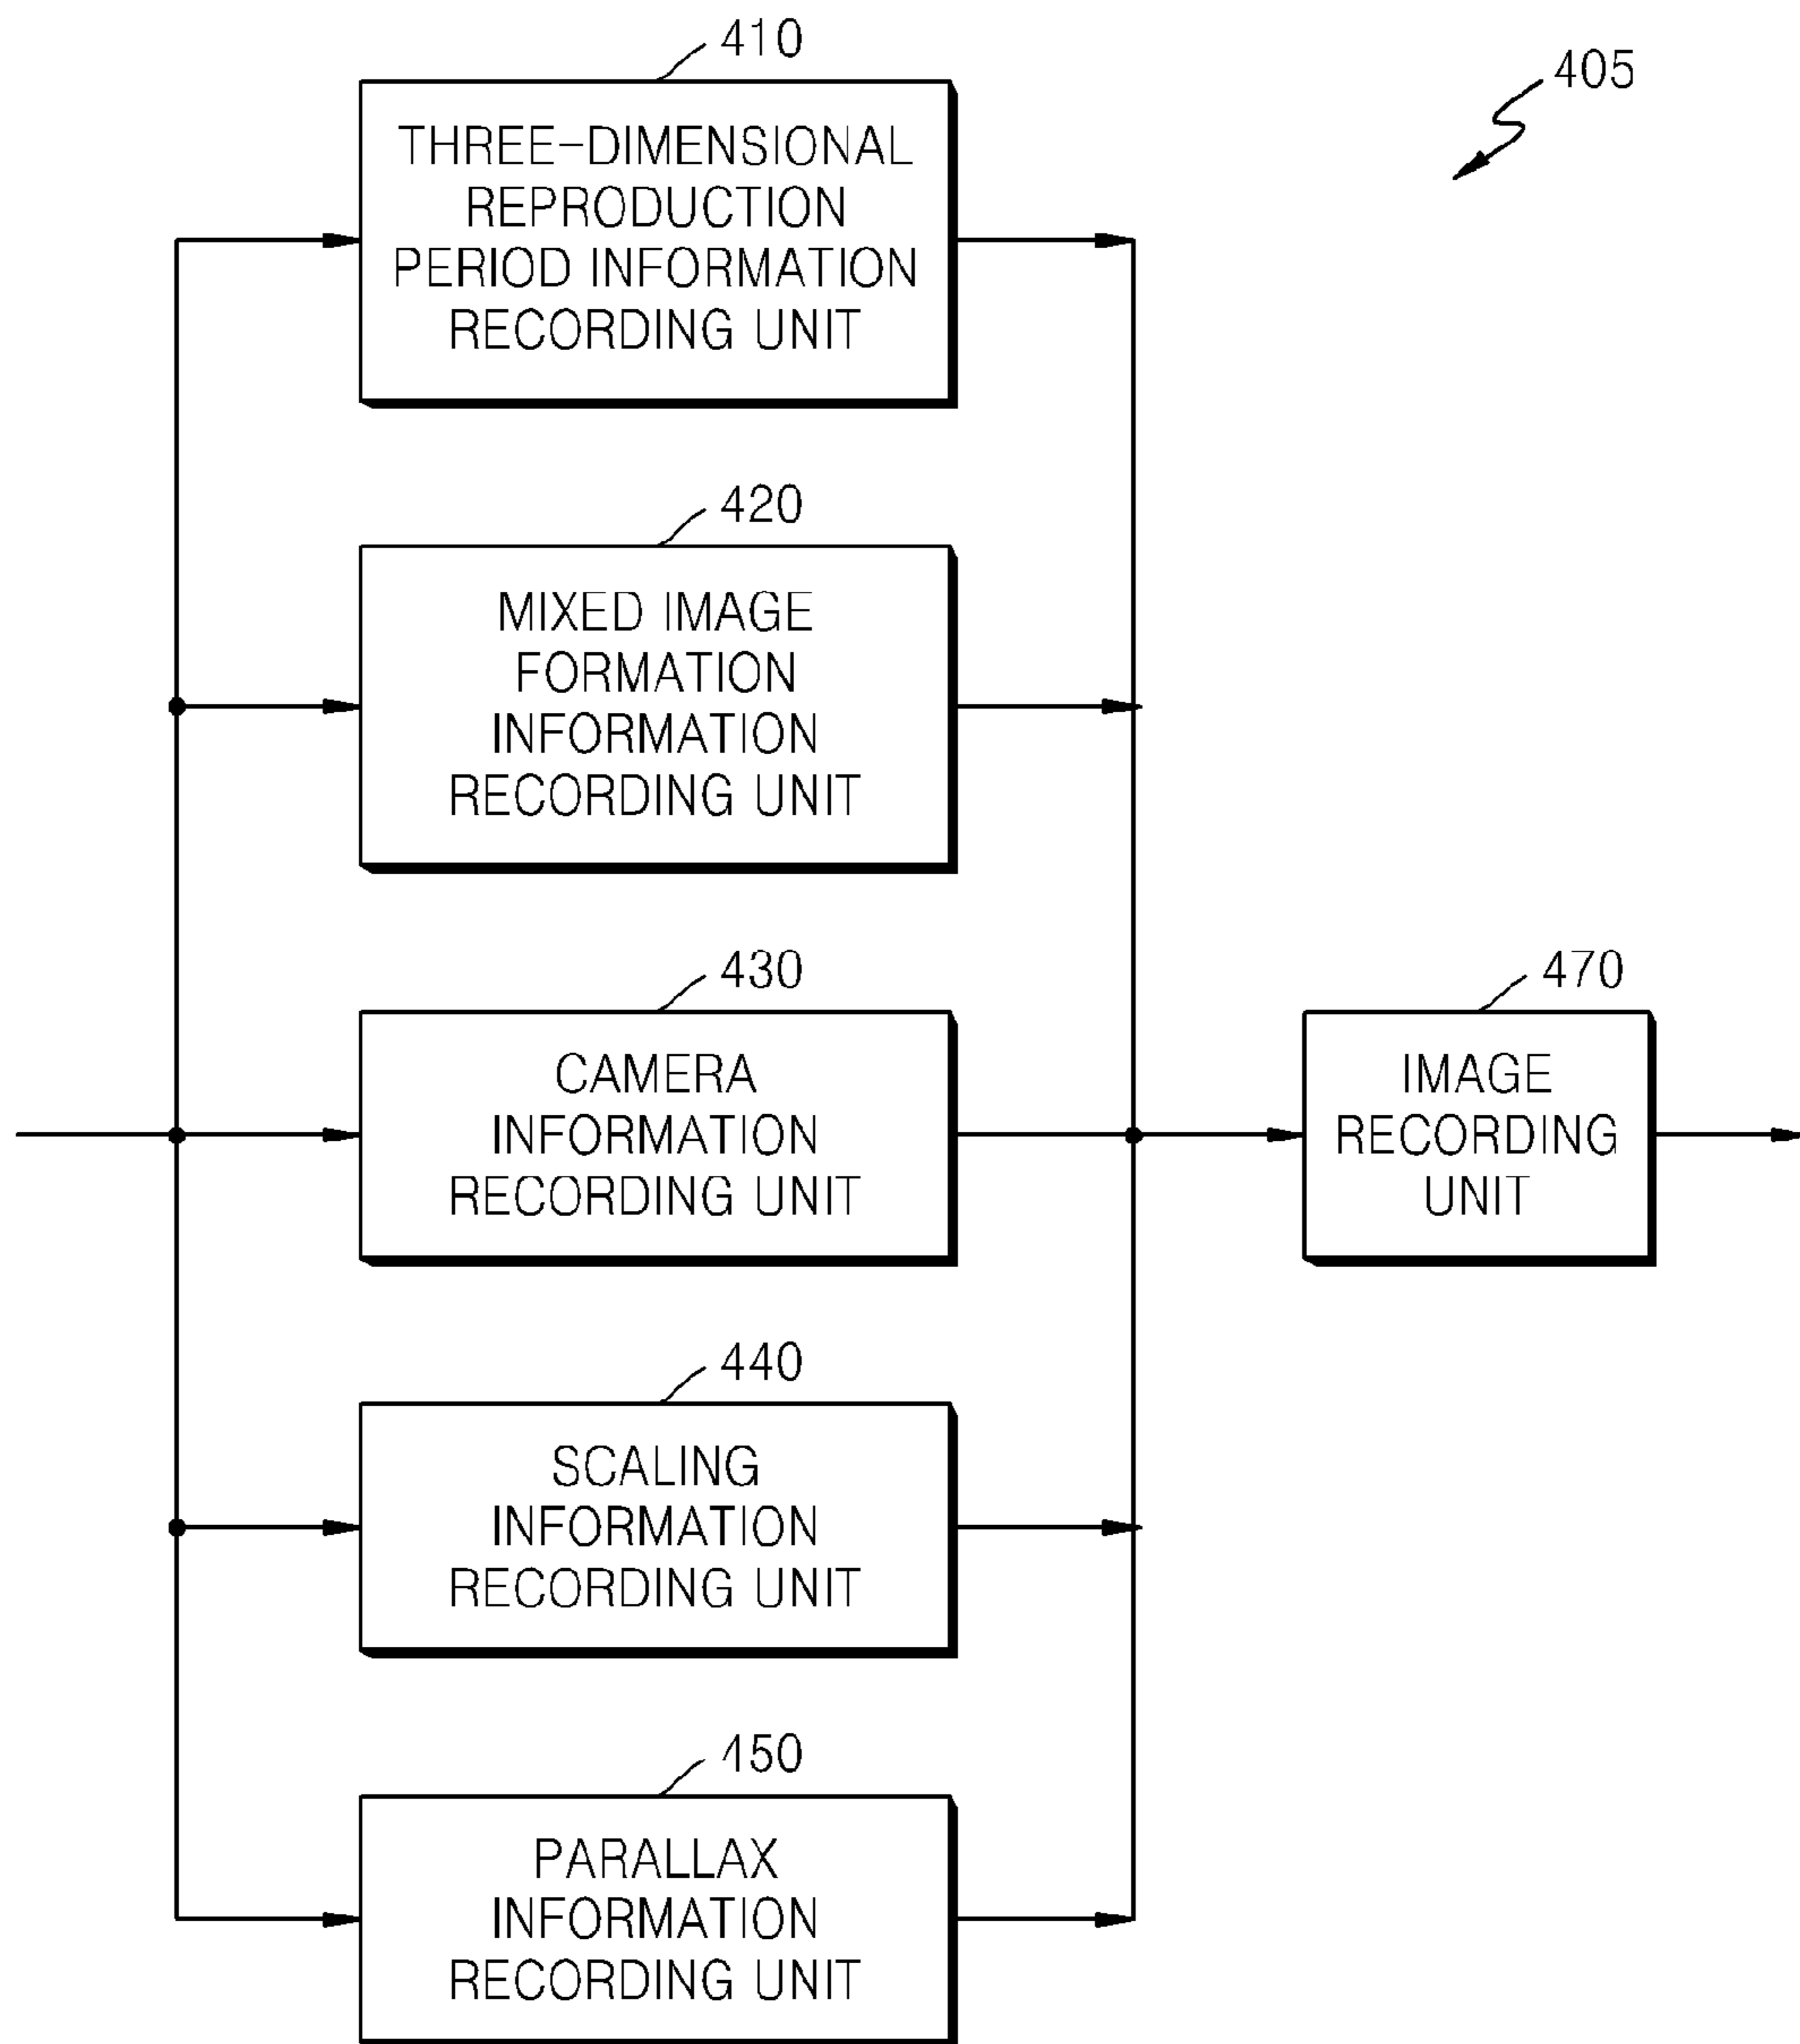 410
405
THREE-DIMENSIONAL
REPRODUCTION
PERIOD INFORMATION
RECORDING UNIT
420
MIXED IMAGE
FORMATION
INFORMATION
RECORDING UNIT
430
CAMERA
INFORMATION
RECORDING UNIT
470
IMAGE
RECORDING
UNIT
440
SCALING
INFORMATION
RECORDING UNIT
450
PARALLAX
INFORMATION
RECORDING UNIT